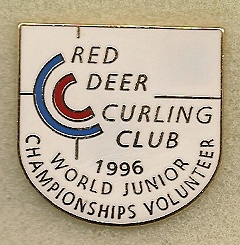 RED
DEER
CURLING
CLUB
1996
WORLD JUNIOR
CHAMPIONSHIPS VOLUNTEER